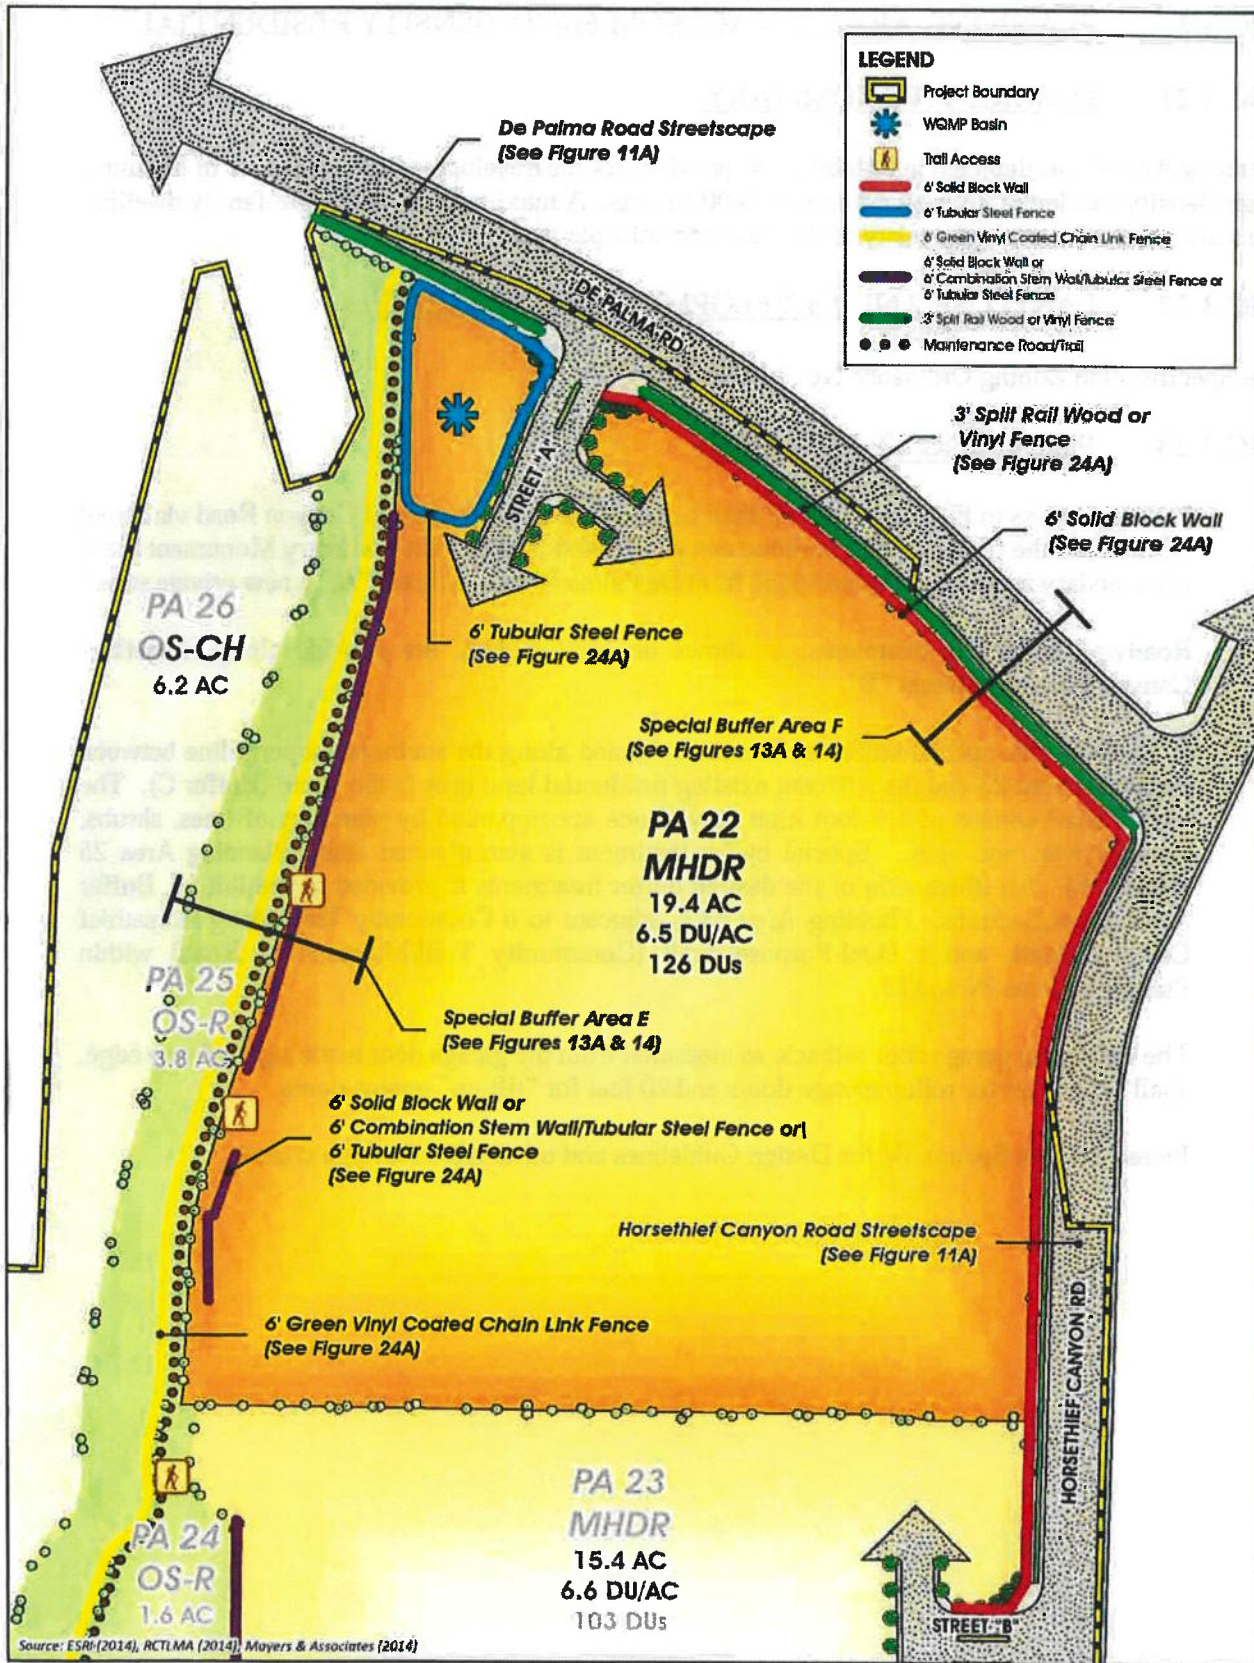 LEGEND
Project Boundary
WQMP Basin
Trail Access
6' Solid Block Wall
6' Tubular Steel Fence
6' Green Vinyl Coated Chain Link Fence
6' Solid Block Wall or
6' Combination Stem Wall/Tubular Steel Fence or
6' Tubular Steel Fence
3' Split Rail Wood or Vinyl Fence
Maintenance Road/Trail
De Palma Road Streetscape
(See Figure 11A)
DE PALMA RD
3' Split Rail Wood or
Vinyl Fence
(See Figure 24A)
6' Solid Block Wall
(See Figure 24A)
STREET "A"
PA 26
OS-CH
6.2 AC
6' Tubular Steel Fence
(See Figure 24A)
Special Buffer Area F
(See Figures 13A & 14)
PA 22
MHDR
19.4 AC
6.5 DU/AC
126 DUs
PA 25
OS-R
3.8 AC
Special Buffer Area E
(See Figures 13A & 14)
6' Solid Block Wall or
6' Combination Stem Wall/Tubular Steel Fence or
6' Tubular Steel Fence
(See Figure 24A)
Horsethief Canyon Road Streetscape
(See Figure 11A)
HORSETHIEF CANYON RD
6' Green Vinyl Coated Chain Link Fence
(See Figure 24A)
PA 23
MHDR
15.4 AC
6.6 DU/AC
103 DUs
PA 24
OS-R
1.6 AC
STREET "B"
Source: ESRI (2014), RCTLMA (2014), Mayers & Associates (2014)